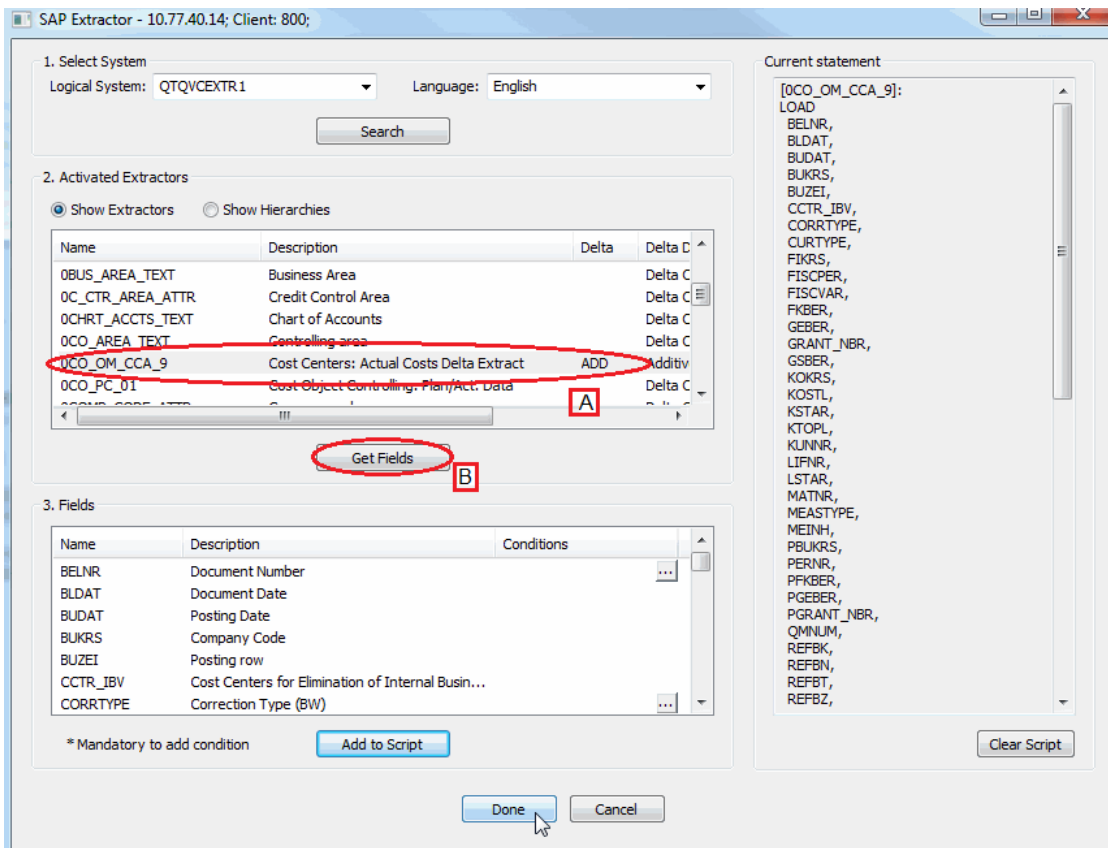 SAP Extractor - 10.77.40.14; Client: 800;
1. Select System
Logical System: QTQVCEXTR1 Language: English
Search
2. Activated Extractors
Show Extractors Show Hierarchies
Name Description Delta Delta D
0BUS_AREA_TEXT Business Area Delta C
0C_CTR_AREA_ATTR Credit Control Area Delta C
0CHRT_ACCTS_TEXT Chart of Accounts Delta C
0CO_AREA_TEXT Controlling area Delta C
0CO_OM_CCA_9 Cost Centers: Actual Costs Delta Extract ADD Additiv
0CO_PC_01 Cost Object Controlling: Plan/Act. Data Delta C
A
Get Fields
B
3. Fields
Name Description Conditions
BELNR Document Number ...
BLDAT Document Date
BUDAT Posting Date
BUKRS Company Code
BUZEI Posting row
CCTR_IBV Cost Centers for Elimination of Internal Busin...
CORRTYPE Correction Type (BW) ...
* Mandatory to add condition Add to Script
Done Cancel
Current statement
[0CO_OM_CCA_9]:
LOAD
BELNR,
BLDAT,
BUDAT,
BUKRS,
BUZEI,
CCTR_IBV,
CORRTYPE,
CURTYPE,
FIKRS,
FISCPER,
FISCVAR,
FKBER,
GEBER,
GRANT_NBR,
GSBER,
KOKRS,
KOSTL,
KSTAR,
KTOPL,
KUNNR,
LIFNR,
LSTAR,
MATNR,
MEASTYPE,
MEINH,
PBUKRS,
PERNR,
PFKBER,
PGEBER,
PGRANT_NBR,
QMNUM,
REFBK,
REFBN,
REFBT,
REFBZ,
Clear Script